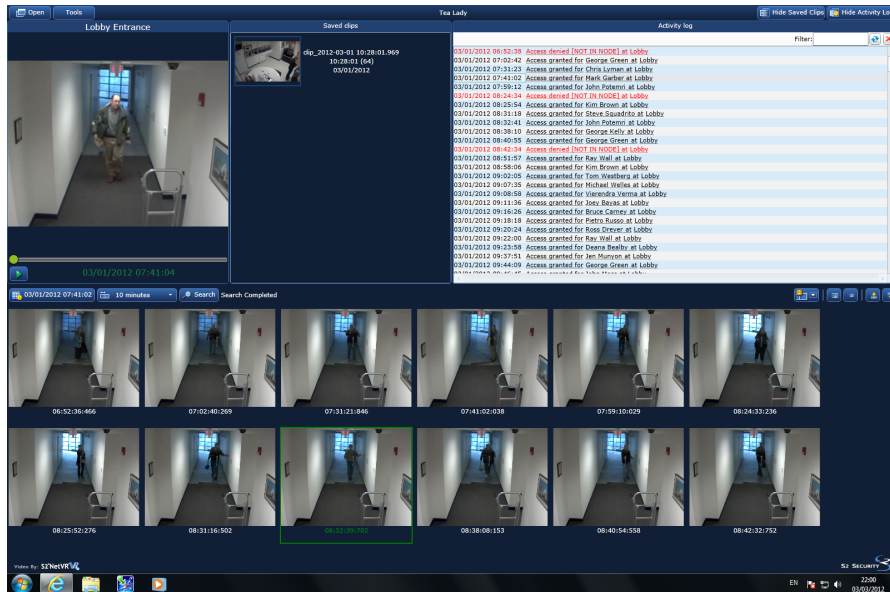 Open Tools Tea Lady Hide Saved Clips Hide Activity Lo
Lobby Entrance
Saved clips
clip_2012-03-01 10:28:01.969
10:28:01 (64)
03/01/2012
Activity log
Filter:
03/01/2012 06:52:38 Access denied [NOT IN NODE] at Lobby
03/01/2012 07:02:42 Access granted for George Green at Lobby
03/01/2012 07:31:23 Access granted for Chris Lyman at Lobby
03/01/2012 07:41:02 Access granted for Mark Garber at Lobby
03/01/2012 07:59:12 Access granted for John Potemri at Lobby
03/01/2012 08:24:34 Access denied [NOT IN NODE] at Lobby
03/01/2012 08:25:54 Access granted for Kim Brown at Lobby
03/01/2012 08:31:18 Access granted for Steve Squadrito at Lobby
03/01/2012 08:32:41 Access granted for John Potemri at Lobby
03/01/2012 08:38:10 Access granted for George Kelly at Lobby
03/01/2012 08:40:55 Access granted for George Green at Lobby
03/01/2012 08:42:34 Access denied [NOT IN NODE] at Lobby
03/01/2012 08:51:57 Access granted for Ray Wall at Lobby
03/01/2012 08:58:06 Access granted for Kim Brown at Lobby
03/01/2012 09:02:05 Access granted for Tom Westberg at Lobby
03/01/2012 09:07:35 Access granted for Michael Welles at Lobby
03/01/2012 09:08:58 Access granted for Vierendra Verma at Lobby
03/01/2012 09:11:36 Access granted for Joey Bayas at Lobby
03/01/2012 09:16:26 Access granted for Bruce Carney at Lobby
03/01/2012 09:18:18 Access granted for Pietro Russo at Lobby
03/01/2012 09:20:24 Access granted for Ross Dreyer at Lobby
03/01/2012 09:22:00 Access granted for Ray Wall at Lobby
03/01/2012 09:23:58 Access granted for Deana Bealby at Lobby
03/01/2012 09:37:51 Access granted for Jen Munyon at Lobby
03/01/2012 09:44:09 Access granted for George Green at Lobby
03/01/2012 07:41:04
03/01/2012 07:41:02 10 minutes Search Search Completed
06:52:36:466 07:02:40:269 07:31:21:846 07:41:02:038 07:59:10:029 08:24:33:236
08:25:52:276 08:31:16:502 08:32:39:702 08:38:08:153 08:40:54:558 08:42:32:752
Video By: S2 NetVR VR S2 SECURITY
EN 22:00
03/03/2012